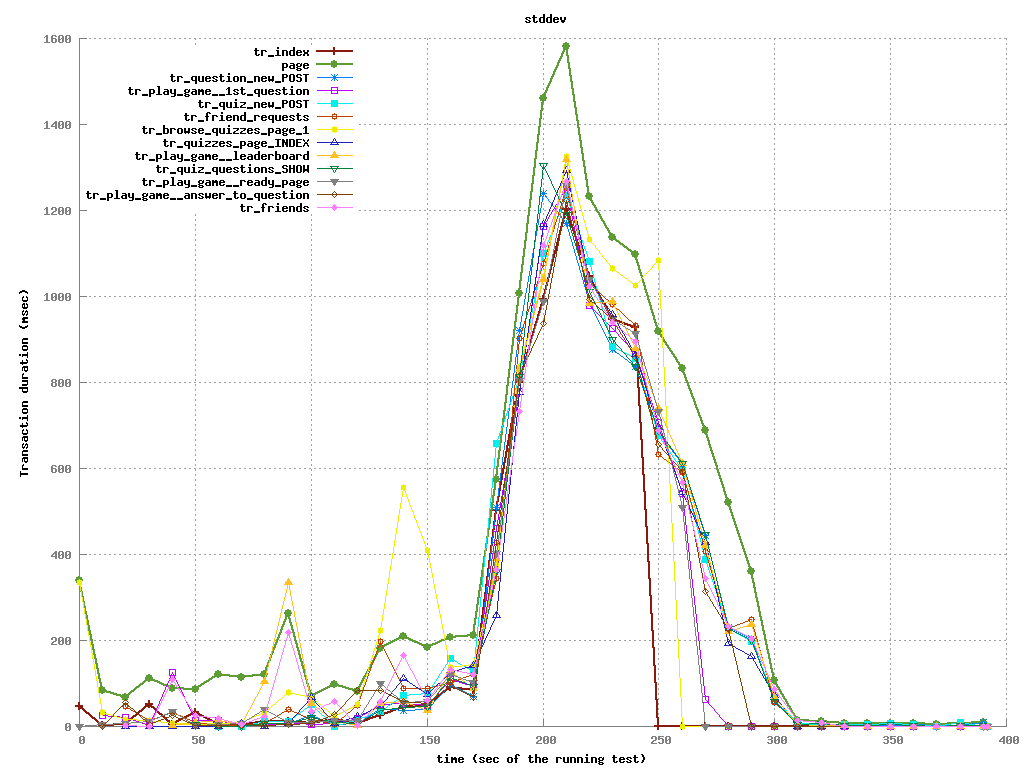 stddev
1600
1400
1200
1000
800
600
400
200
0
Transaction duration (msec)
tr_index
page
tr_question_new_POST
tr_play_game__1st_question
tr_quiz_new_POST
tr_friend_requests
tr_browse_quizzes_page_1
tr_quizzes_page_INDEX
tr_play_game__leaderboard
tr_quiz_questions_SHOW
tr_play_game__ready_page
tr_play_game__answer_to_question
tr_friends
0 50 100 150 200 250 300 350 400
time (sec of the running test)